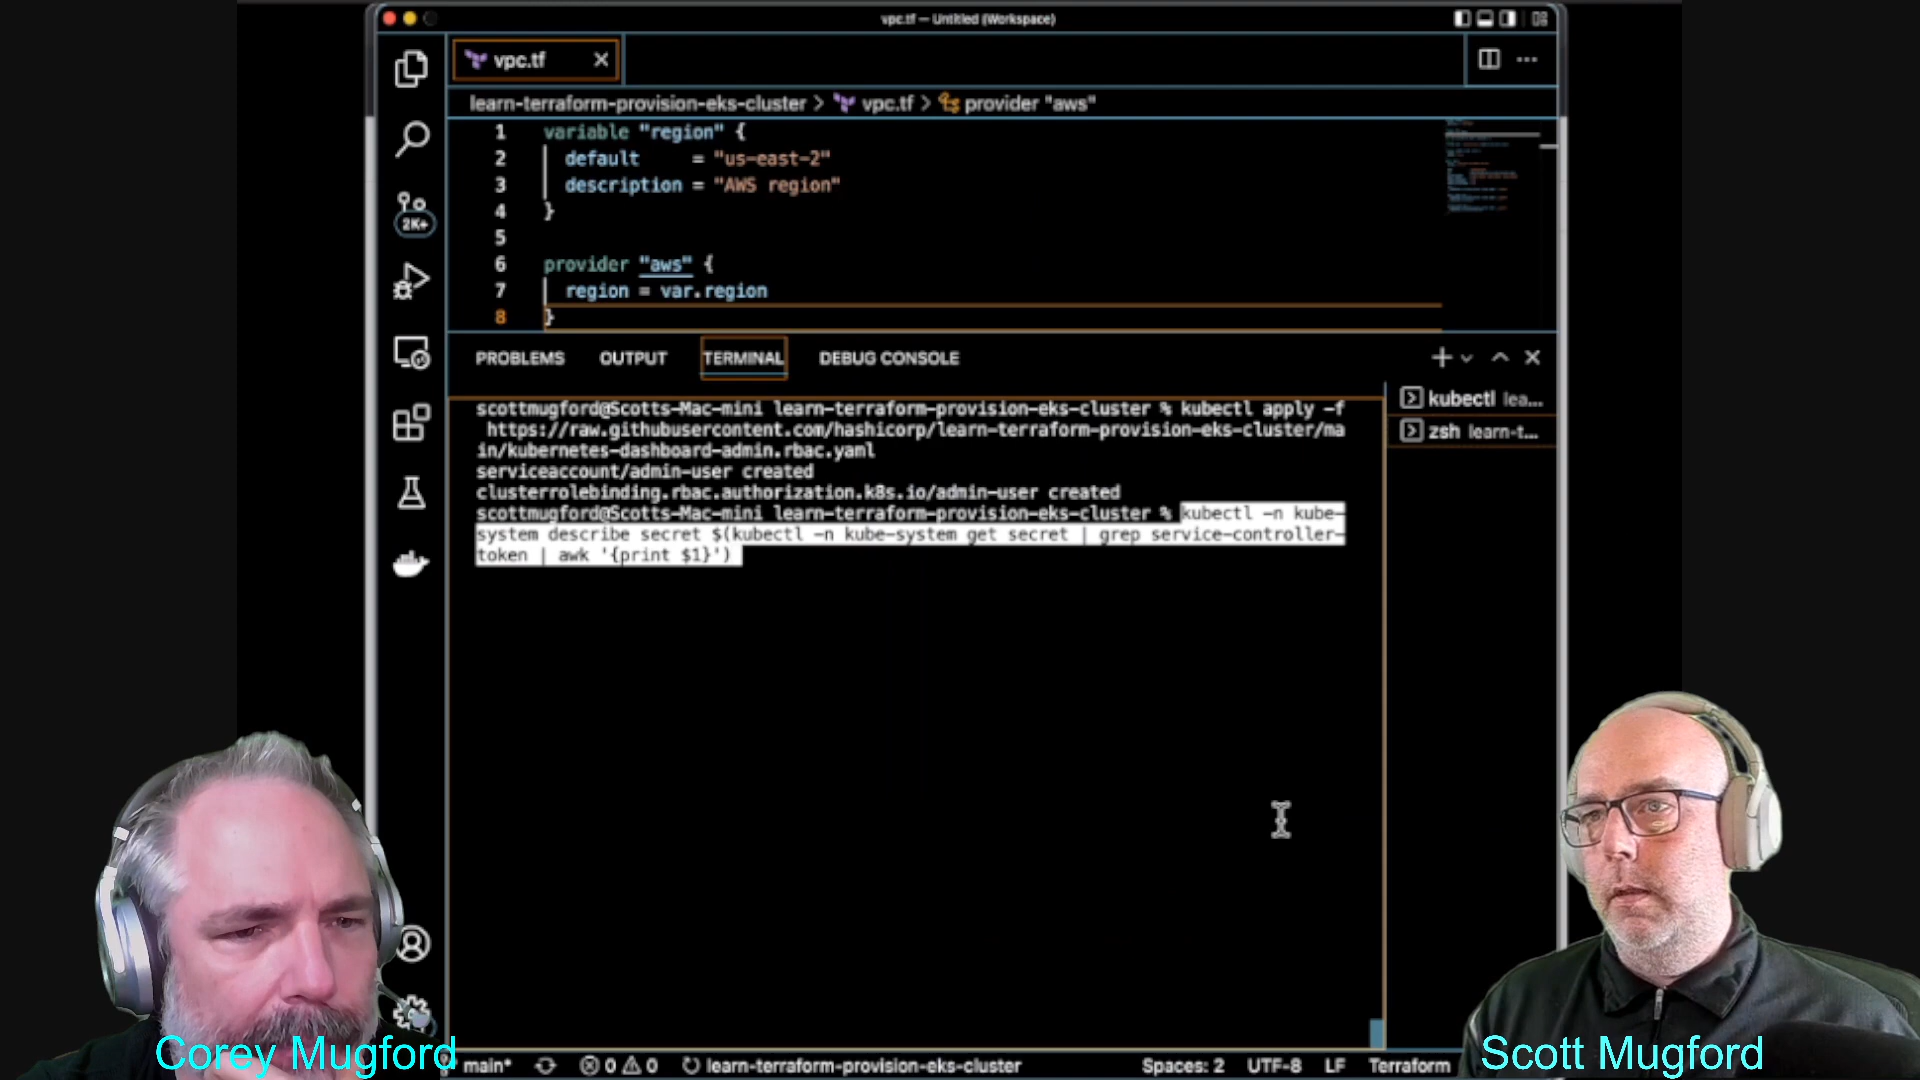 vpc.tf — Untitled (Workspace)
vpc.tf
learn-terraform-provision-eks-cluster > vpc.tf > provider "aws"
1 variable "region" {
2 default = "us-east-2"
3 description = "AWS region"
4 }
5
6 provider "aws" {
7 region = var.region
8 }
2K+
PROBLEMS OUTPUT TERMINAL DEBUG CONSOLE
kubectl lea...
zsh learn-t...
scottmugford@Scotts-Mac-mini learn-terraform-provision-eks-cluster % kubectl apply -f
https://raw.githubusercontent.com/hashicorp/learn-terraform-provision-eks-cluster/ma
in/kubernetes-dashboard-admin.rbac.yaml
serviceaccount/admin-user created
clusterrolebinding.rbac.authorization.k8s.io/admin-user created
scottmugford@Scotts-Mac-mini learn-terraform-provision-eks-cluster % kubectl -n kube-
system describe secret $(kubectl -n kube-system get secret | grep service-controller-
token | awk '{print $1}')
Corey Mugford
Scott Mugford
main* 0 0 learn-terraform-provision-eks-cluster Spaces: 2 UTF-8 LF Terraform